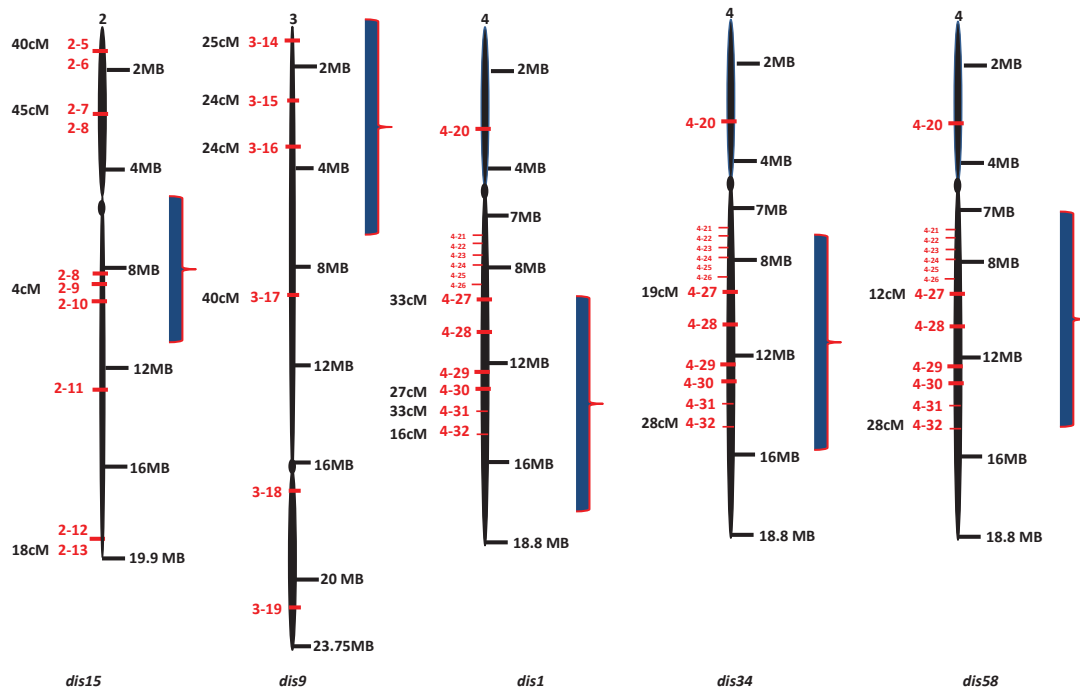 2
40cM 2-5
2-6
2MB
45cM 2-7
2-8
4MB
8MB
2-8
4cM 2-9
2-10
12MB
2-11
16MB
2-12
18cM 2-13
19.9 MB
dis15
3
25cM 3-14
2MB
24cM 3-15
24cM 3-16
4MB
8MB
40cM 3-17
12MB
16MB
3-18
20 MB
3-19
23.75MB
dis9
4
2MB
4-20
4MB
7MB
4-21
4-22
4-23
4-24
8MB
4-25
4-26
33cM 4-27
4-28
12MB
4-29
27cM 4-30
33cM 4-31
16cM 4-32
16MB
18.8 MB
dis1
4
2MB
4-20
4MB
7MB
4-21
4-22
4-23
4-24
8MB
4-25
4-26
19cM 4-27
4-28
12MB
4-29
4-30
4-31
28cM 4-32
16MB
18.8 MB
dis34
4
2MB
4-20
4MB
7MB
4-21
4-22
4-23
4-24
8MB
4-25
4-26
12cM 4-27
4-28
12MB
4-29
4-30
4-31
28cM 4-32
16MB
18.8 MB
dis58